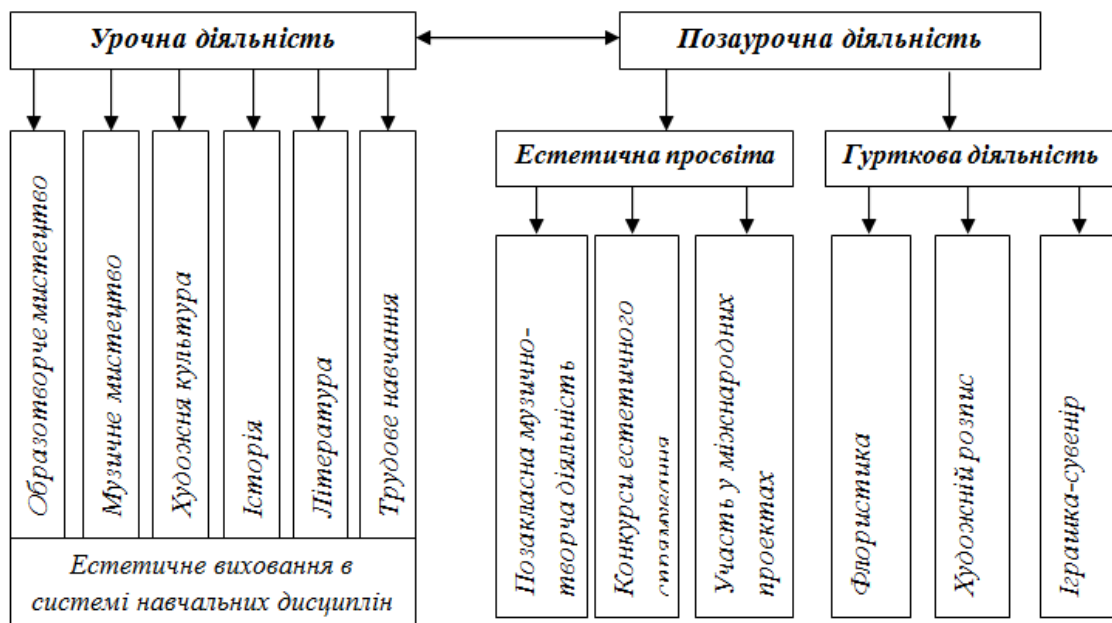 Урочна діяльність
Позаурочна діяльність
Естетична просвіта
Гурткова діяльність
Образотворче мистецтво
Музичне мистецтво
Художня культура
Історія
Література
Трудове навчання
Естетичне виховання в
системі навчальних дисциплін
Позакласна музично-
творча діяльність
Конкурси естетичного
спрямування
Участь у міжнародних
проектах
Флористика
Художній розпис
Іграшка-сувенір